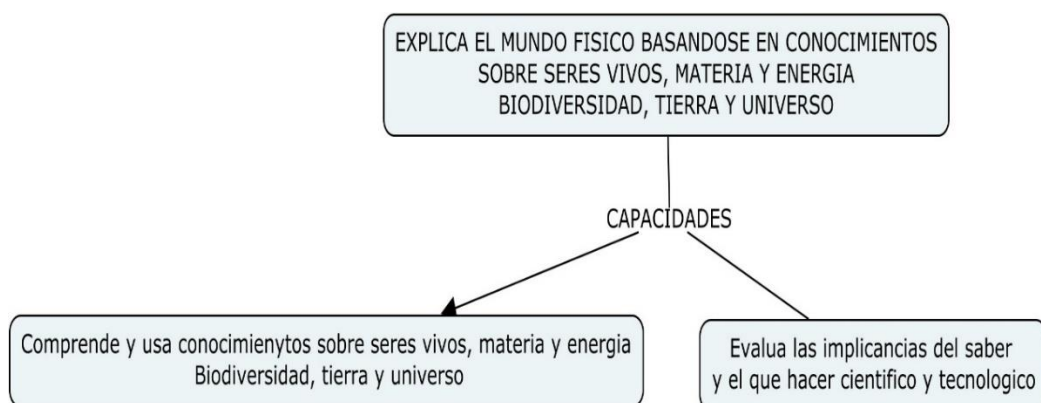 EXPLICA EL MUNDO FISICO BASANDOSE EN CONOCIMIENTOS
SOBRE SERES VIVOS, MATERIA Y ENERGIA
BIODIVERSIDAD, TIERRA Y UNIVERSO
CAPACIDADES
Comprende y usa conocimienytos sobre seres vivos, materia y energia
Biodiversidad, tierra y universo
Evalua las implicancias del saber
y el que hacer cientifico y tecnologico